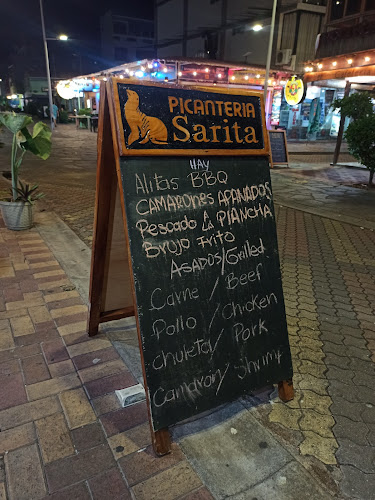 PICANTERIA
Sarita
HAY
Alitas BBQ
CAMARONES APANADOS
Pescado a la PLANCHA
Brujo Frito
ASADOS/Grilled
Carne / Beef
Pollo / Chicken
chuleta / Pork
Camaron / Shrimp